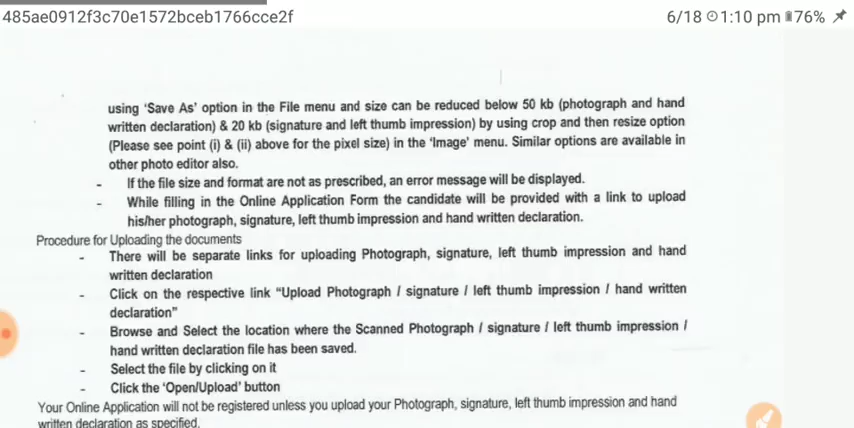 485ae0912f3c70e1572bceb1766cce2f 6/18 1:10 pm 76%
using ‘Save As’ option in the File menu and size can be reduced below 50 kb (photograph and hand
written declaration) & 20 kb (signature and left thumb impression) by using crop and then resize option
(Please see point (i) & (ii) above for the pixel size) in the ‘Image’ menu. Similar options are available in
other photo editor also.
- If the file size and format are not as prescribed, an error message will be displayed.
- While filling in the Online Application Form the candidate will be provided with a link to upload
his/her photograph, signature, left thumb impression and hand written declaration.
Procedure for Uploading the documents
- There will be separate links for uploading Photograph, signature, left thumb impression and hand
written declaration
- Click on the respective link “Upload Photograph / signature / left thumb impression / hand written
declaration”
- Browse and Select the location where the Scanned Photograph / signature / left thumb impression /
hand written declaration file has been saved.
- Select the file by clicking on it
- Click the ‘Open/Upload’ button
Your Online Application will not be registered unless you upload your Photograph, signature, left thumb impression and hand
written declaration as specified.